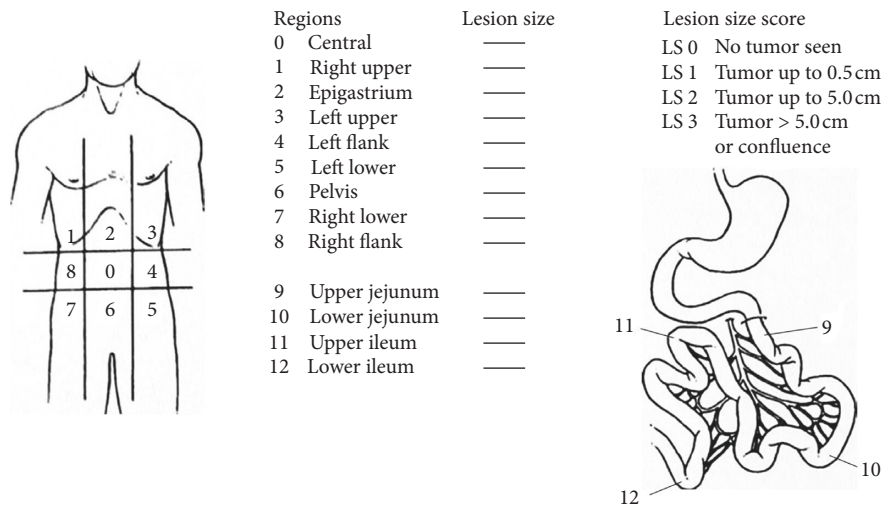 Regions Lesion size
0 Central
1 Right upper
2 Epigastrium
3 Left upper
4 Left flank
5 Left lower
6 Pelvis
7 Right lower
8 Right flank
9 Upper jejunum
10 Lower jejunum
11 Upper ileum
12 Lower ileum
Lesion size score
LS 0 No tumor seen
LS 1 Tumor up to 0.5 cm
LS 2 Tumor up to 5.0 cm
LS 3 Tumor > 5.0 cm
or confluence
1 2 3
8 0 4
7 6 5
11 9
10
12